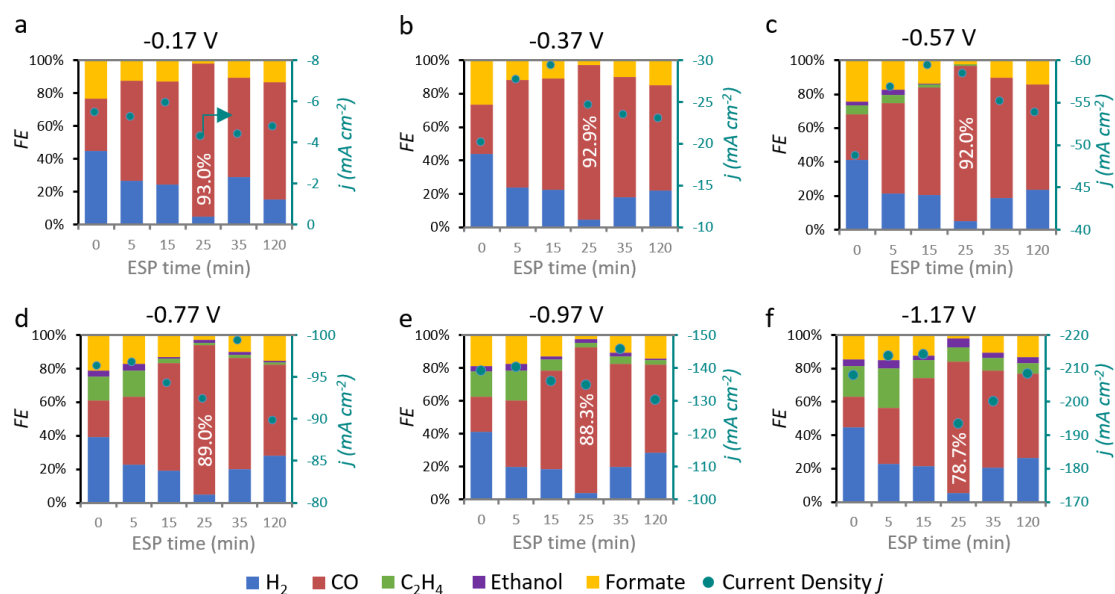 a
-0.17 V
100%
80%
60%
40%
20%
0%
FE
93.0%
-8
-6
-4
-2
0
j (mA cm⁻²)
0 5 15 25 35 120
ESP time (min)
b
-0.37 V
100%
80%
60%
40%
20%
0%
FE
92.9%
-30
-25
-20
-15
-10
j (mA cm⁻²)
0 5 15 25 35 120
ESP time (min)
c
-0.57 V
100%
80%
60%
40%
20%
0%
FE
92.0%
-60
-55
-50
-45
-40
j (mA cm⁻²)
0 5 15 25 35 120
ESP time (min)
d
-0.77 V
100%
80%
60%
40%
20%
0%
FE
89.0%
-100
-95
-90
-85
-80
j (mA cm⁻²)
0 5 15 25 35 120
ESP time (min)
e
-0.97 V
100%
80%
60%
40%
20%
0%
FE
88.3%
-150
-140
-130
-120
-110
-100
j (mA cm⁻²)
0 5 15 25 35 120
ESP time (min)
f
-1.17 V
100%
80%
60%
40%
20%
0%
FE
78.7%
-220
-210
-200
-190
-180
-170
j (mA cm⁻²)
0 5 15 25 35 120
ESP time (min)
H₂ CO C₂H₄ Ethanol Formate Current Density j